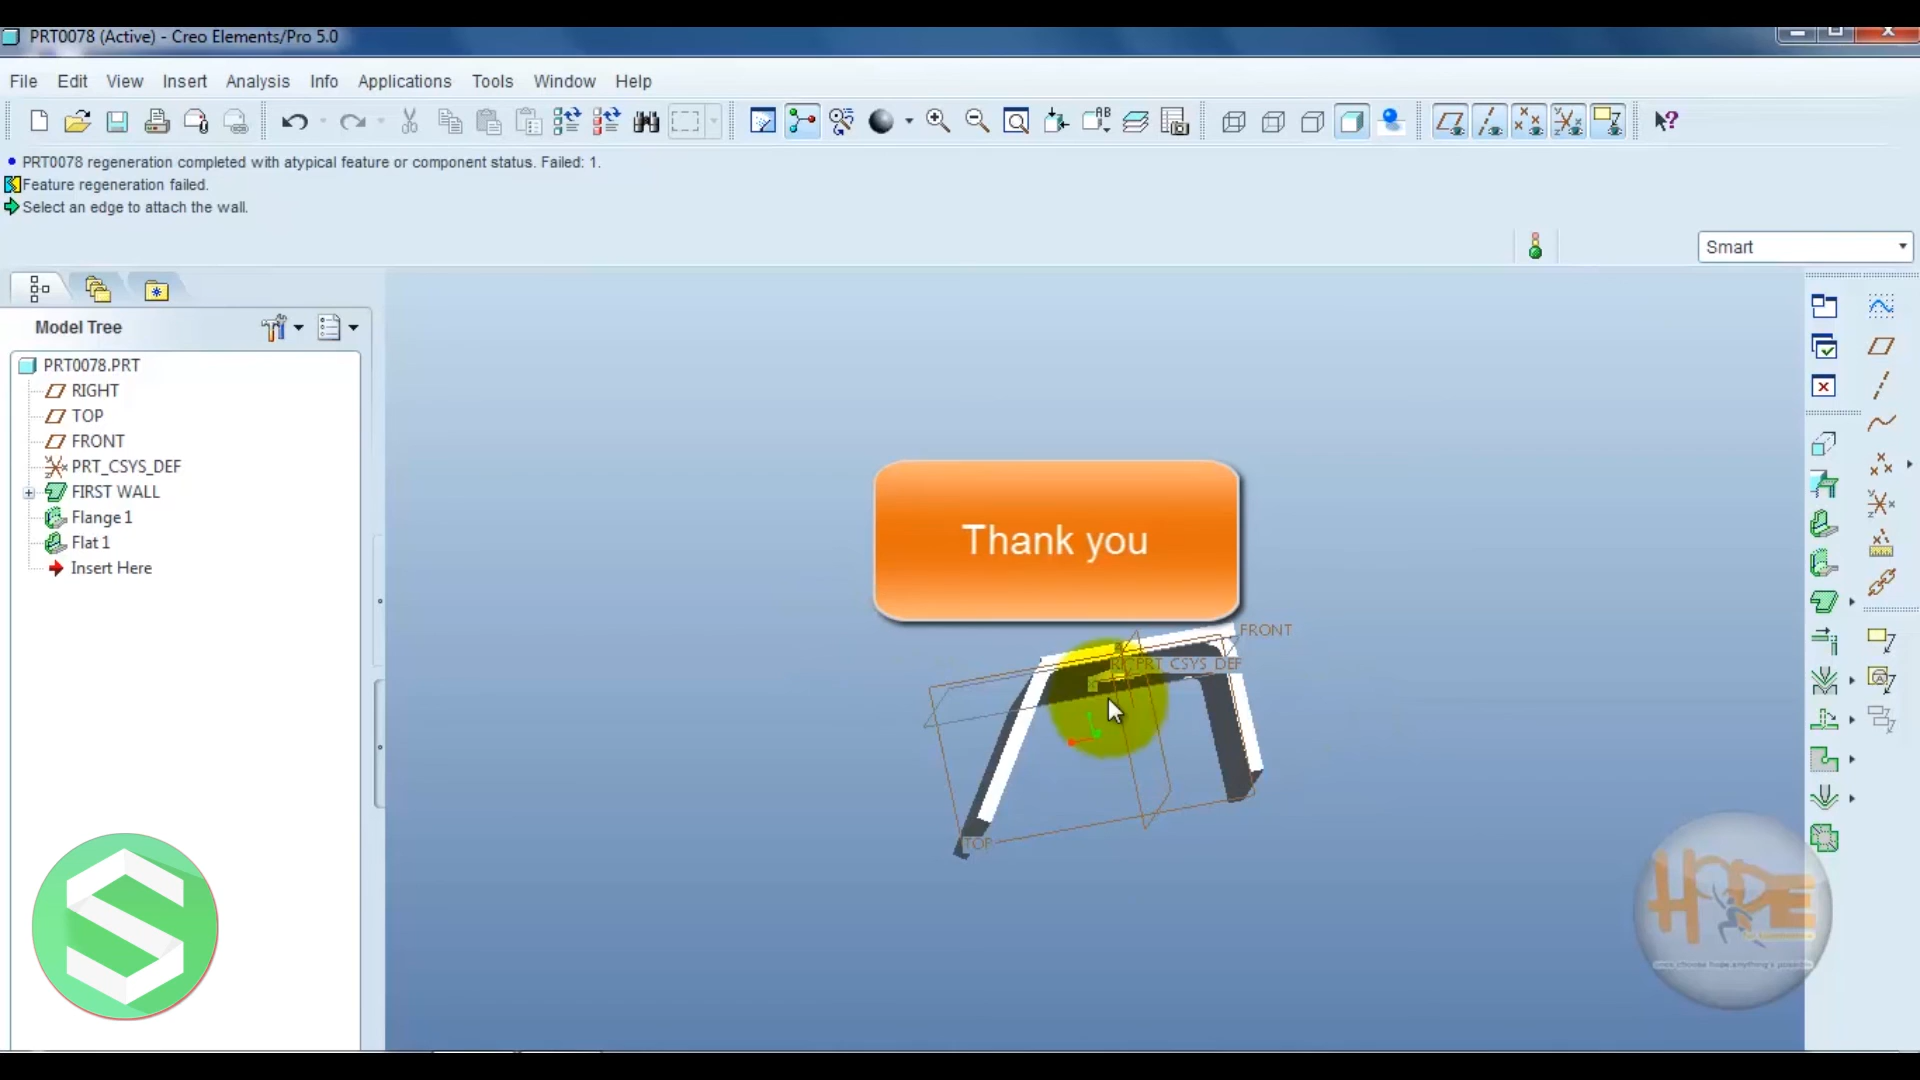 PRT0078 (Active) - Creo Elements/Pro 5.0
File Edit View Insert Analysis Info Applications Tools Window Help
PRT0078 regeneration completed with atypical feature or component status. Failed: 1.
Feature regeneration failed.
Select an edge to attach the wall.
Smart
Model Tree
PRT0078.PRT
RIGHT
TOP
FRONT
PRT_CSYS_DEF
FIRST WALL
Flange 1
Flat 1
Insert Here
Thank you
FRONT
PRT_CSYS_DEF
TOP
HOPE